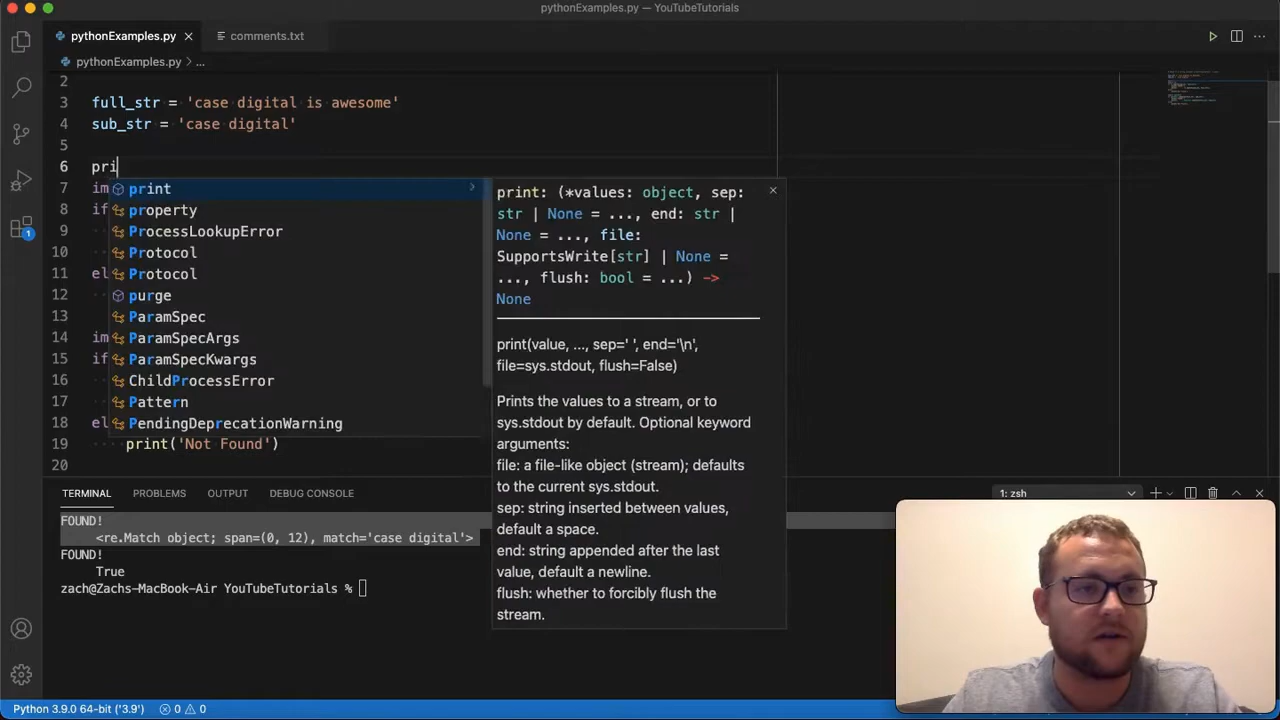 pythonExamples.py — YouTubeTutorials
pythonExamples.py
comments.txt
pythonExamples.py > ...
2
3 full_str = 'case digital is awesome'
4 sub_str = 'case digital'
5
6 pri
7 im
8 if
9
10
11 el
12
13
14 im
15 if
16
17
18 el
19 print('Not Found')
20
print
property
ProcessLookupError
Protocol
Protocol
purge
ParamSpec
ParamSpecArgs
ParamSpecKwargs
ChildProcessError
Pattern
PendingDeprecationWarning
print: (*values: object, sep:
str | None = ..., end: str |
None = ..., file:
SupportsWrite[str] | None =
..., flush: bool = ...) ->
None
print(value, ..., sep=' ', end='\n',
file=sys.stdout, flush=False)
Prints the values to a stream, or to
sys.stdout by default. Optional keyword
arguments:
file: a file-like object (stream); defaults
to the current sys.stdout.
sep: string inserted between values,
default a space.
end: string appended after the last
value, default a newline.
flush: whether to forcibly flush the
stream.
TERMINAL PROBLEMS OUTPUT DEBUG CONSOLE
1: zsh
FOUND!
<re.Match object; span=(0, 12), match='case digital'>
FOUND!
True
zach@Zachs-MacBook-Air YouTubeTutorials %
1
Python 3.9.0 64-bit ('3.9') 0 0